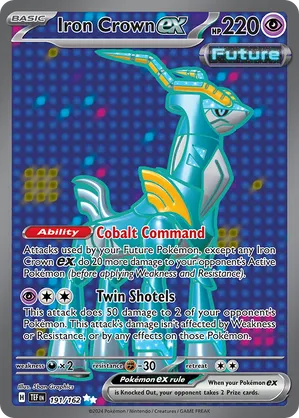 BASIC Iron Crown ex HP 220
Future
Ability Cobalt Command
Attacks used by your Future Pokémon, except any Iron
Crown ex, do 20 more damage to your opponent's Active
Pokémon (before applying Weakness and Resistance).
Twin Shotels
This attack does 50 damage to 2 of your opponent's
Pokémon. This attack's damage isn't affected by Weakness
or Resistance, or by any effects on those Pokémon.
weakness ×2 resistance -30 retreat
Pokémon ex rule When your Pokémon ex
is Knocked Out, your opponent takes 2 Prize cards.
Illus. 5ban Graphics
H TEF EN 191/162
©2024 Pokémon / Nintendo / Creatures / GAME FREAK